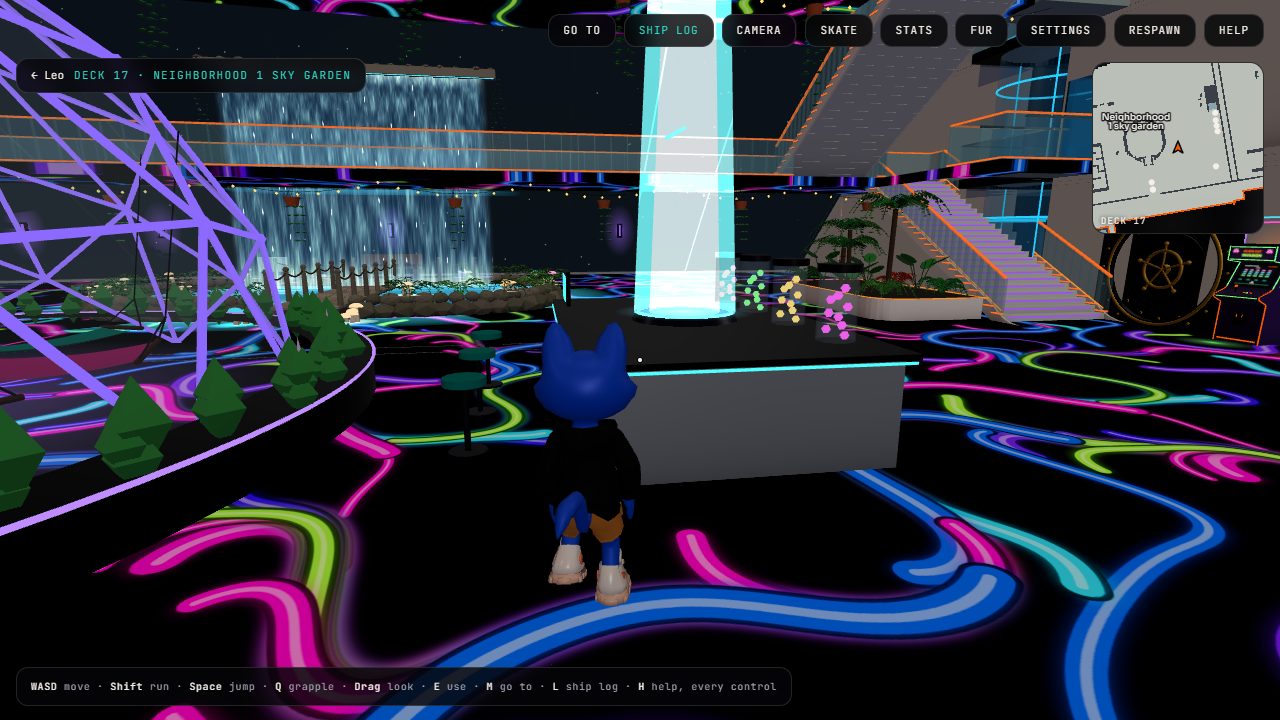 GO TO
SHIP LOG
CAMERA
SKATE
STATS
FUR
SETTINGS
RESPAWN
HELP
← Leo DECK 17 · NEIGHBORHOOD 1 SKY GARDEN
Neighborhood
1 sky garden
DECK 17
WASD move · Shift run · Space jump · Q grapple · Drag look · E use · M go to · L ship log · H help, every control